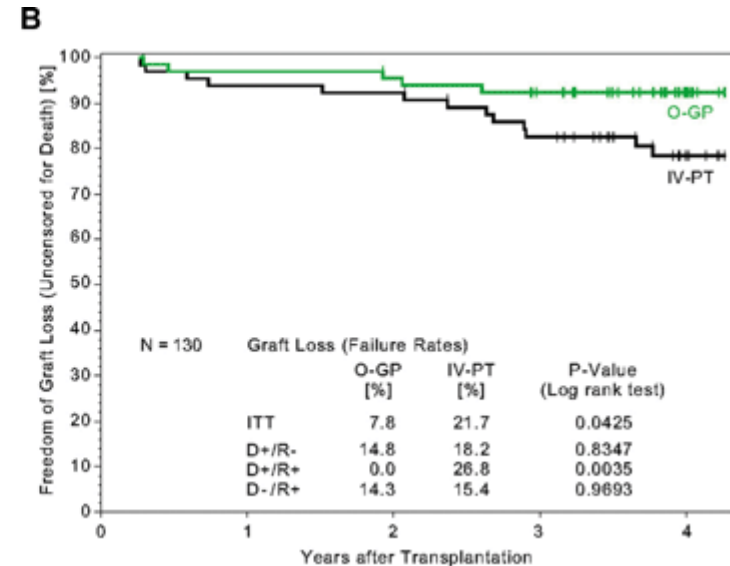 B
Freedom of Graft Loss (Uncensored for Death) [%]
100
90
80
70
60
50
40
30
20
10
0
O-GP
IV-PT
N = 130 Graft Loss (Failure Rates)
O-GP IV-PT P-Value
[%] [%] (Log rank test)
ITT 7.8 21.7 0.0425
D+/R- 14.8 18.2 0.8347
D+/R+ 0.0 26.8 0.0035
D-/R+ 14.3 15.4 0.9693
0 1 2 3 4
Years after Transplantation